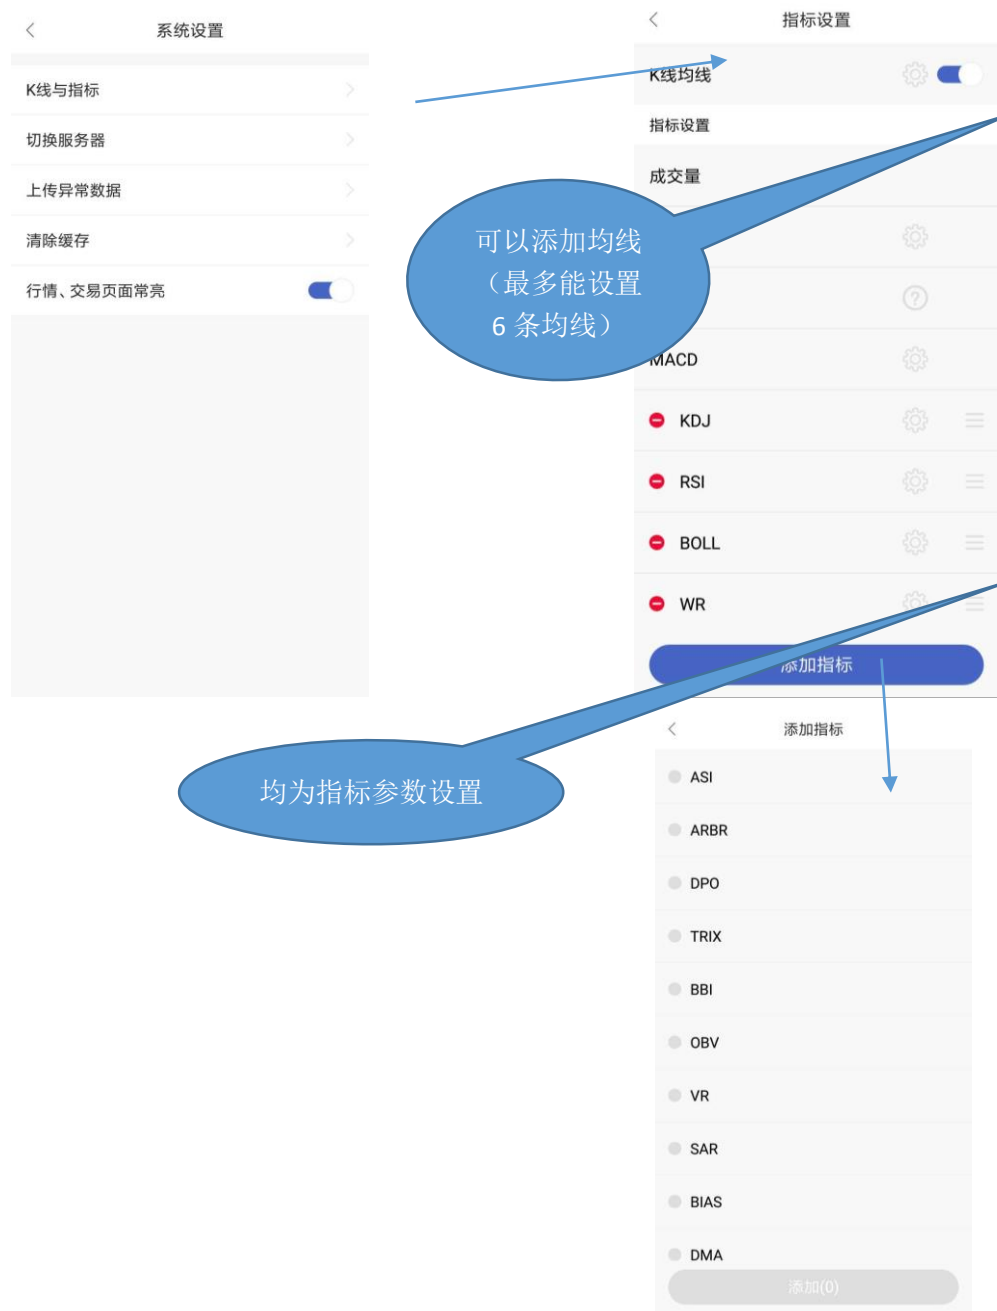 系统设置
K线与指标
切换服务器
上传异常数据
清除缓存
行情、交易页面常亮
指标设置
K线均线
指标设置
成交量
可以添加均线
（最多能设置
6 条均线）
MACD
KDJ
RSI
BOLL
WR
添加指标
均为指标参数设置
添加指标
ASI
ARBR
DPO
TRIX
BBI
OBV
VR
SAR
BIAS
DMA
添加(0)